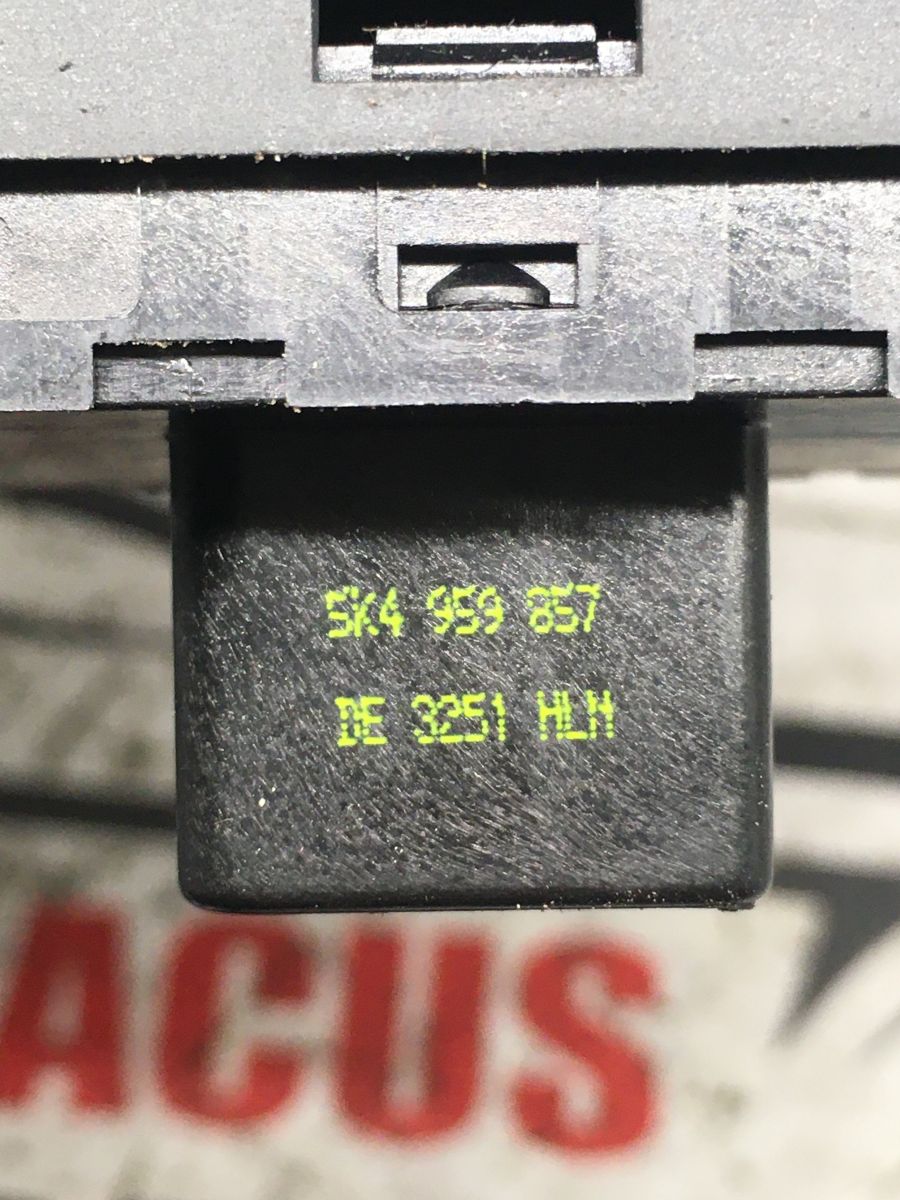 5K4 959 857
DE 3251 HLH
ACUS